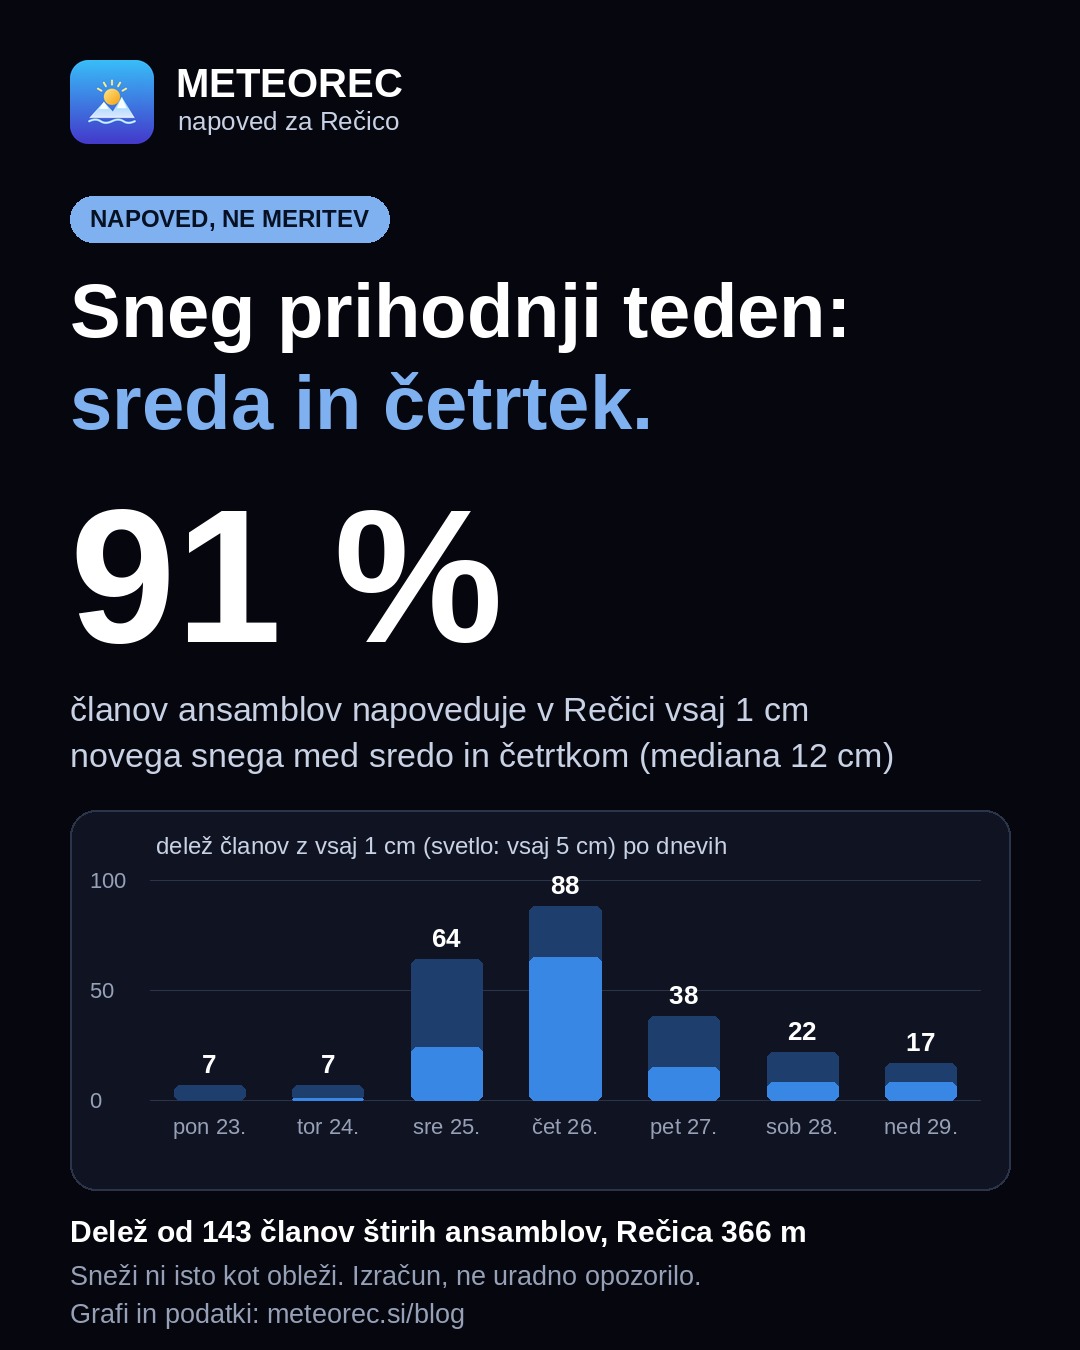 METEOREC
napoved za Rečico
NAPOVED, NE MERITEV
Sneg prihodnji teden:
sreda in četrtek.
91 %
članov ansamblov napoveduje v Rečici vsaj 1 cm
novega snega med sredo in četrtkom (mediana 12 cm)
delež članov z vsaj 1 cm (svetlo: vsaj 5 cm) po dnevih
100
50
0
7
7
64
88
38
22
17
pon 23.
tor 24.
sre 25.
čet 26.
pet 27.
sob 28.
ned 29.
Delež od 143 članov štirih ansamblov, Rečica 366 m
Sneži ni isto kot obleži. Izračun, ne uradno opozorilo.
Grafi in podatki: meteorec.si/blog